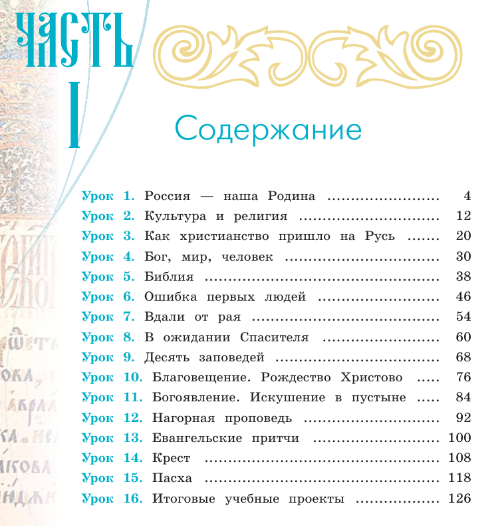 ЧАСТЬ
I
Содержание
Урок 1. Россия — наша Родина ........................ 4
Урок 2. Культура и религия .............................. 12
Урок 3. Как христианство пришло на Русь ....... 20
Урок 4. Бог, мир, человек ................................. 30
Урок 5. Библия .................................................. 38
Урок 6. Ошибка первых людей .......................... 46
Урок 7. Вдали от рая ........................................ 54
Урок 8. В ожидании Спасителя ......................... 60
Урок 9. Десять заповедей ................................... 68
Урок 10. Благовещение. Рождество Христово ..... 76
Урок 11. Богоявление. Искушение в пустыне ..... 84
Урок 12. Нагорная проповедь ............................ 92
Урок 13. Евангельские притчи .......................... 100
Урок 14. Крест .................................................. 108
Урок 15. Пасха .................................................. 118
Урок 16. Итоговые учебные проекты .................. 126